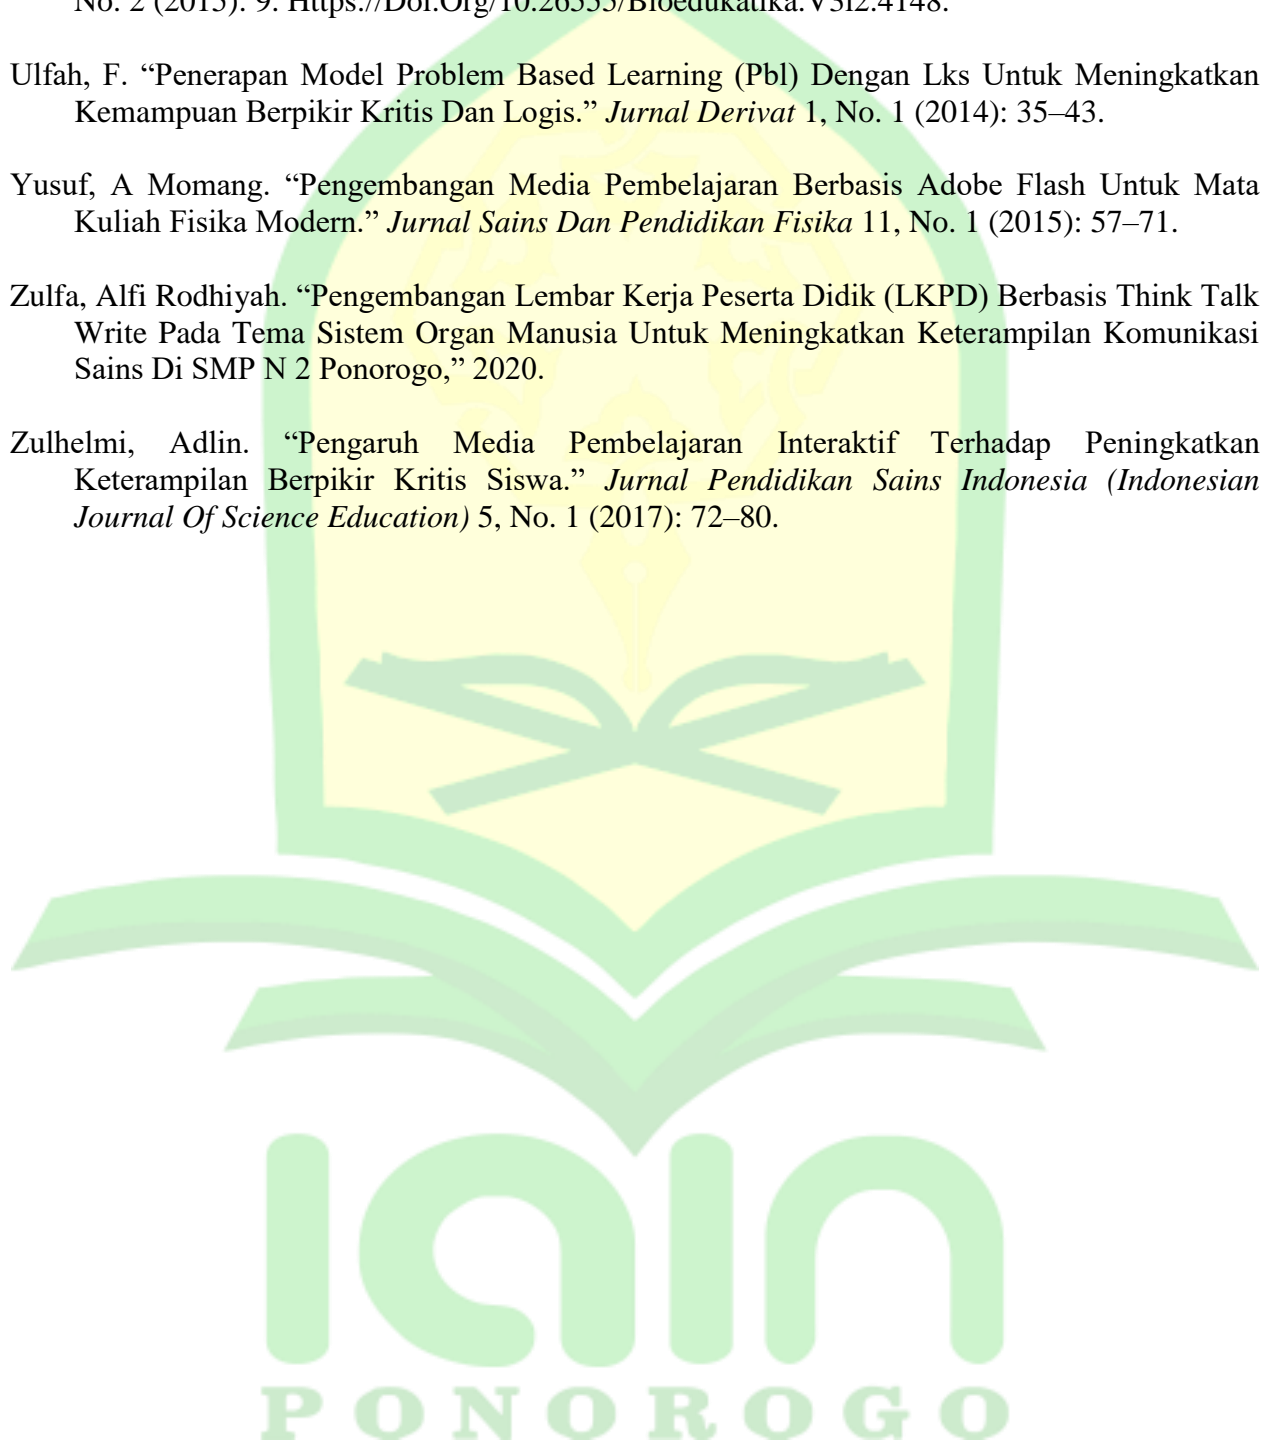 No. 2 (2015): 9. Https://Doi.Org/10.26555/Bioedukatika.V3i2.4148.
Ulfah, F. “Penerapan Model Problem Based Learning (Pbl) Dengan Lks Untuk Meningkatkan
Kemampuan Berpikir Kritis Dan Logis.” Jurnal Derivat 1, No. 1 (2014): 35–43.
Yusuf, A Momang. “Pengembangan Media Pembelajaran Berbasis Adobe Flash Untuk Mata
Kuliah Fisika Modern.” Jurnal Sains Dan Pendidikan Fisika 11, No. 1 (2015): 57–71.
Zulfa, Alfi Rodhiyah. “Pengembangan Lembar Kerja Peserta Didik (LKPD) Berbasis Think Talk
Write Pada Tema Sistem Organ Manusia Untuk Meningkatkan Keterampilan Komunikasi
Sains Di SMP N 2 Ponorogo,” 2020.
Zulhelmi, Adlin. “Pengaruh Media Pembelajaran Interaktif Terhadap Peningkatkan
Keterampilan Berpikir Kritis Siswa.” Jurnal Pendidikan Sains Indonesia (Indonesian
Journal Of Science Education) 5, No. 1 (2017): 72–80.
iain
PONOROGO